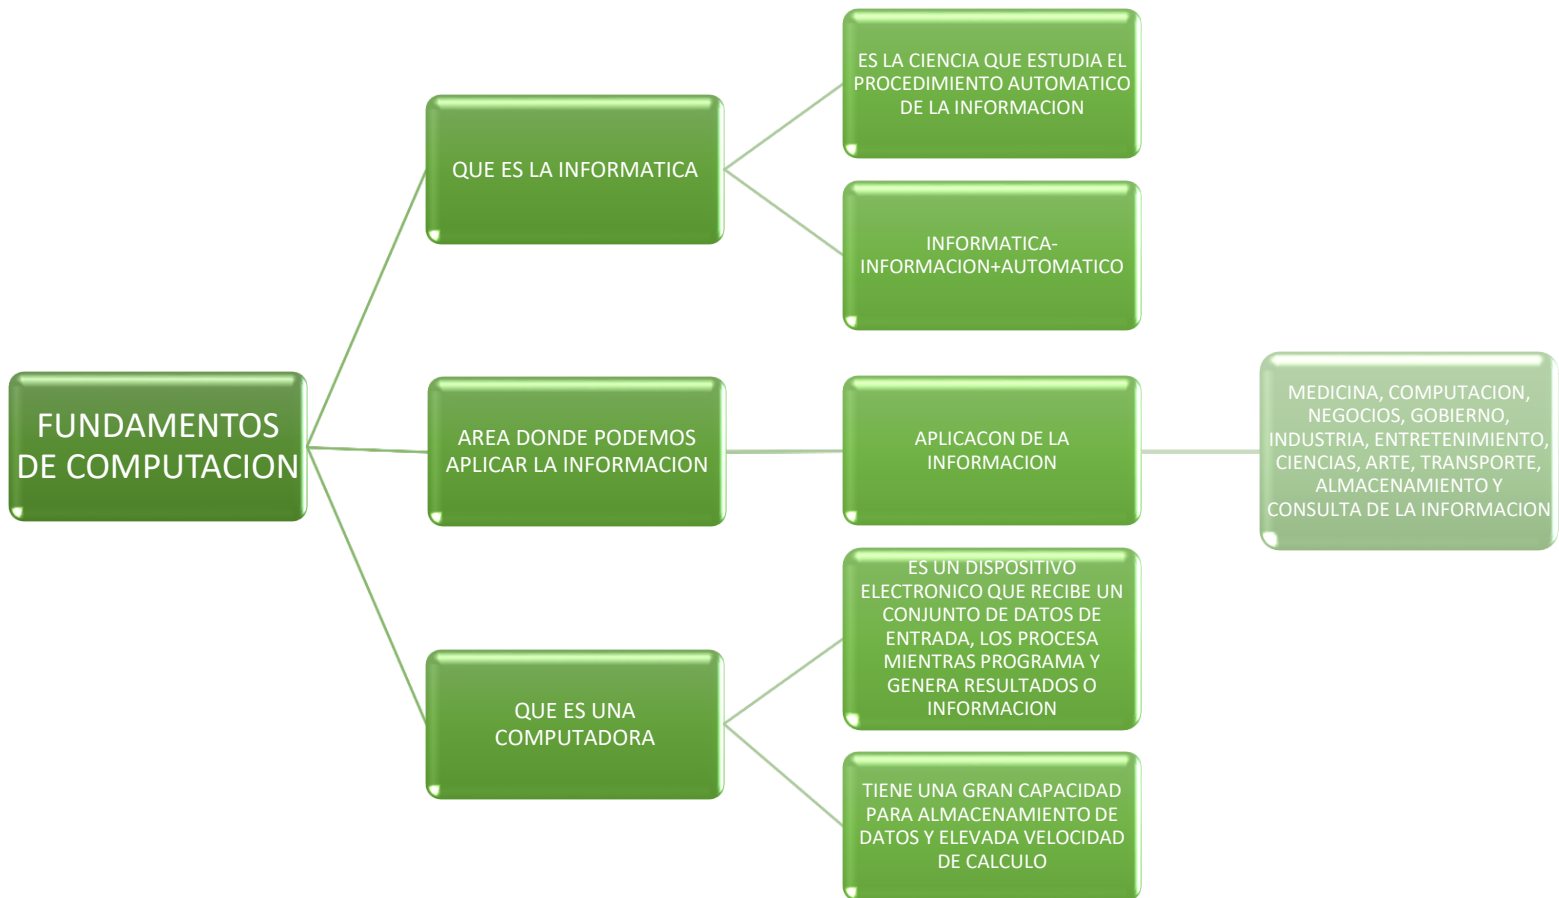 FUNDAMENTOS
DE COMPUTACION
QUE ES LA INFORMATICA
ES LA CIENCIA QUE ESTUDIA EL
PROCEDIMIENTO AUTOMATICO
DE LA INFORMACION
INFORMATICA-
INFORMACION+AUTOMATICO
AREA DONDE PODEMOS
APLICAR LA INFORMACION
APLICACON DE LA
INFORMACION
MEDICINA, COMPUTACION,
NEGOCIOS, GOBIERNO,
INDUSTRIA, ENTRETENIMIENTO,
CIENCIAS, ARTE, TRANSPORTE,
ALMACENAMIENTO Y
CONSULTA DE LA INFORMACION
QUE ES UNA
COMPUTADORA
ES UN DISPOSITIVO
ELECTRONICO QUE RECIBE UN
CONJUNTO DE DATOS DE
ENTRADA, LOS PROCESA
MIENTRAS PROGRAMA Y
GENERA RESULTADOS O
INFORMACION
TIENE UNA GRAN CAPACIDAD
PARA ALMACENAMIENTO DE
DATOS Y ELEVADA VELOCIDAD
DE CALCULO